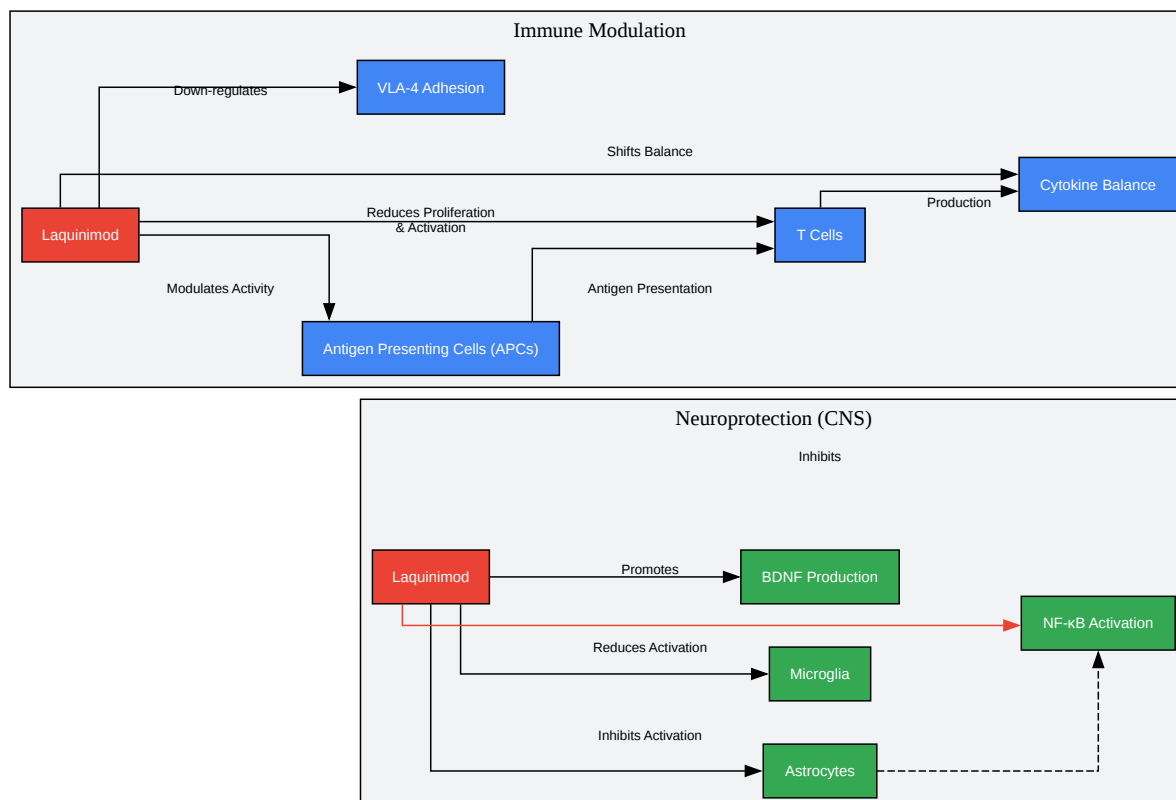 Immune Modulation
VLA-4 Adhesion
Down-regulates
Shifts Balance
Cytokine Balance
Production
Reduces Proliferation
& Activation
Laquinimod
T Cells
Modulates Activity
Antigen Presentation
Antigen Presenting Cells (APCs)
Neuroprotection (CNS)
Inhibits
Laquinimod
Promotes
BDNF Production
NF-κB Activation
Reduces Activation
Microglia
Inhibits Activation
Astrocytes